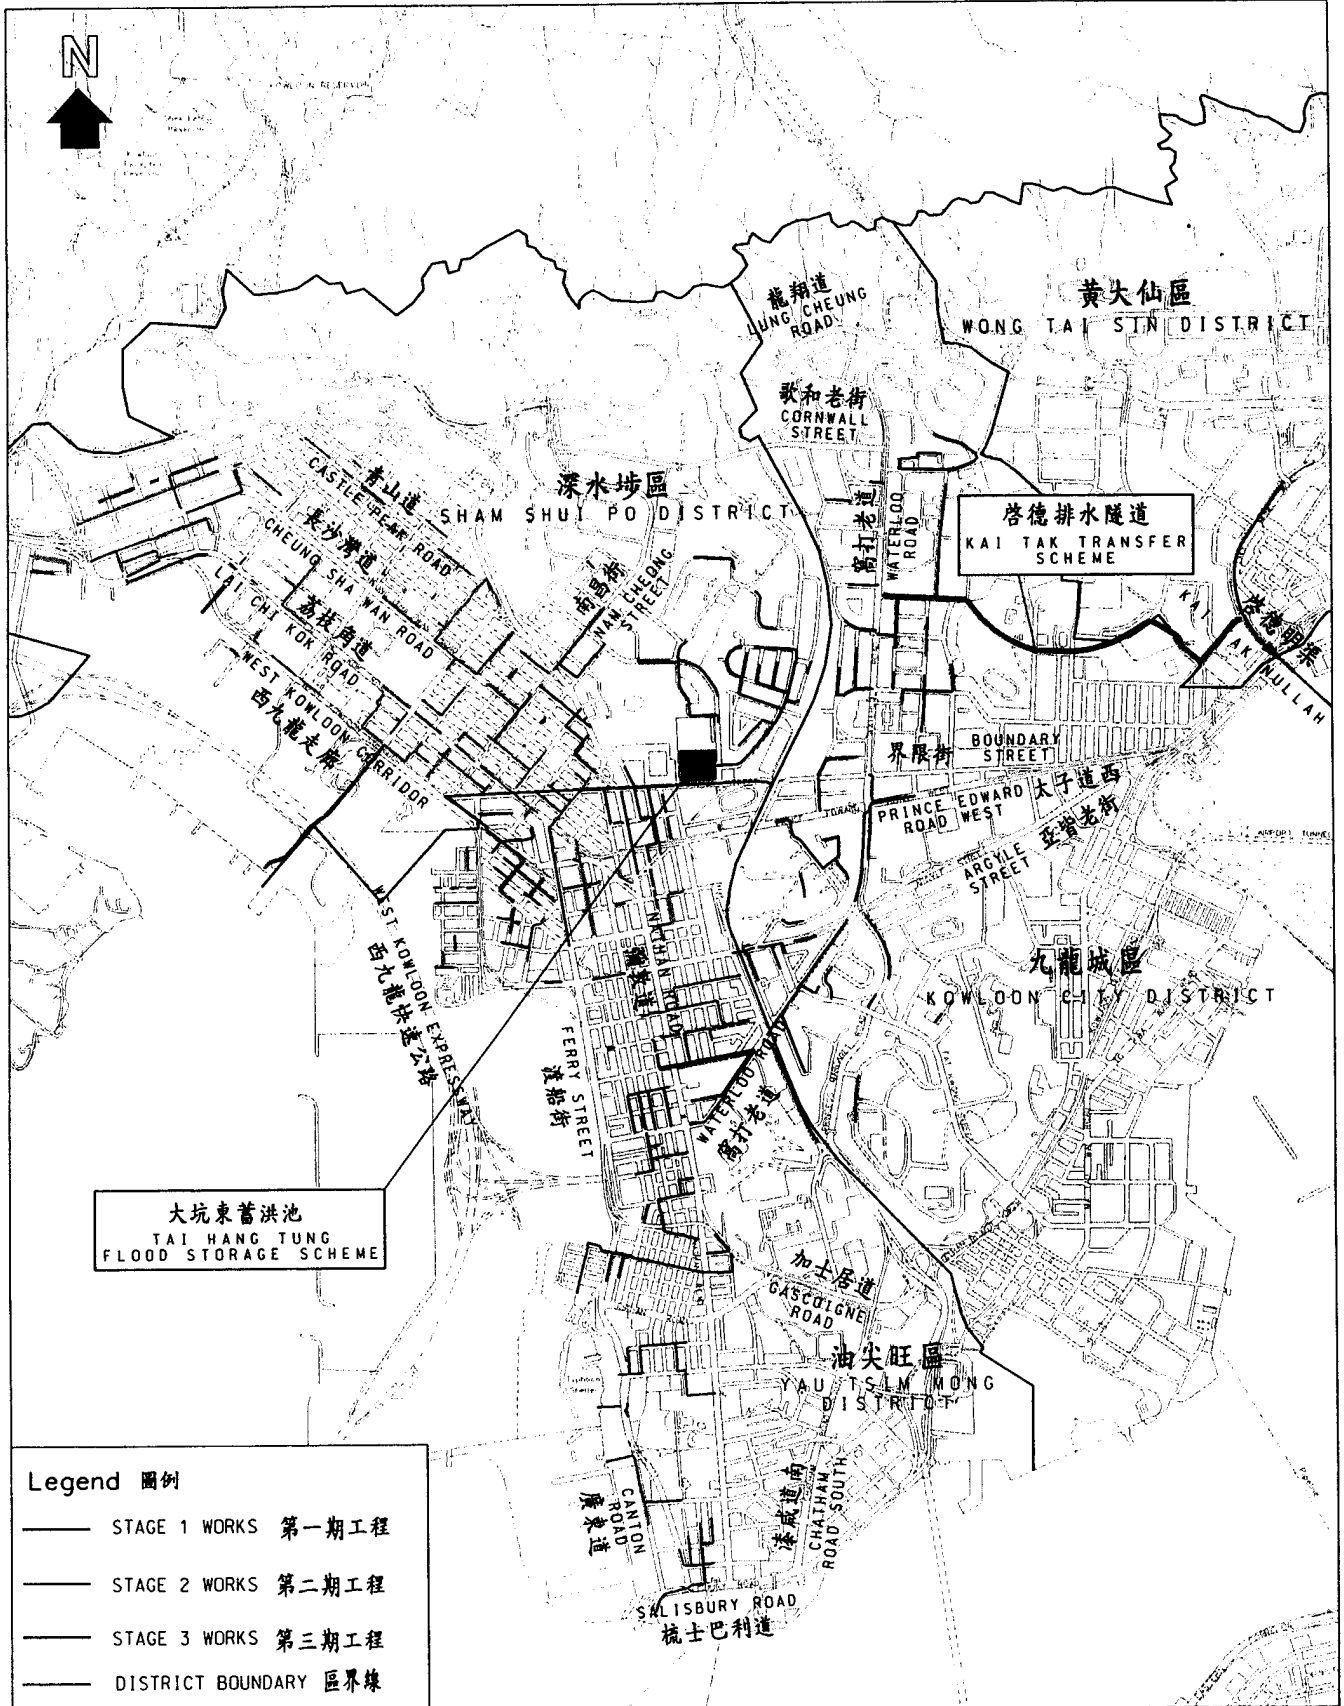 N
KOWLOON RESERVOIR
龍翔道
LUNG CHEUNG
ROAD
黃大仙區
WONG TAI SIN DISTRICT
歌和老街
CORNWALL
STREET
青山道
CASTLE PEAK ROAD
深水埗區
SHAM SHUI PO DISTRICT
窩打老道
WATERLOO
ROAD
啓德排水隧道
KAI TAK TRANSFER
SCHEME
長沙灣道
CHEUNG SHA WAN ROAD
南昌街
NAM CHEONG
STREET
荔枝角道
LAI CHI KOK ROAD
啓德明渠
KAI TAK NULLAH
WEST KOWLOON CORRIDOR
西九龍走廊
界限街
BOUNDARY
STREET
PRINCE EDWARD
ROAD WEST
太子道西
亞皆老街
ARGYLE
STREET
AIRPORT TUNNEL
WEST KOWLOON EXPRESSWAY
西九龍快速公路
NATHAN ROAD
彌敦道
九龍城區
KOWLOON CITY DISTRICT
FERRY STREET
渡船街
WATERLOO ROAD
窩打老道
大坑東蓄洪池
TAI HANG TUNG
FLOOD STORAGE SCHEME
加士居道
GASCOIGNE
ROAD
油尖旺區
YAU TSIM MONG
DISTRICT
CANTON
ROAD
廣東道
漆咸道南
CHATHAM
ROAD SOUTH
SALISBURY ROAD
梳士巴利道
Legend 圖例
STAGE 1 WORKS 第一期工程
STAGE 2 WORKS 第二期工程
STAGE 3 WORKS 第三期工程
DISTRICT BOUNDARY 區界線